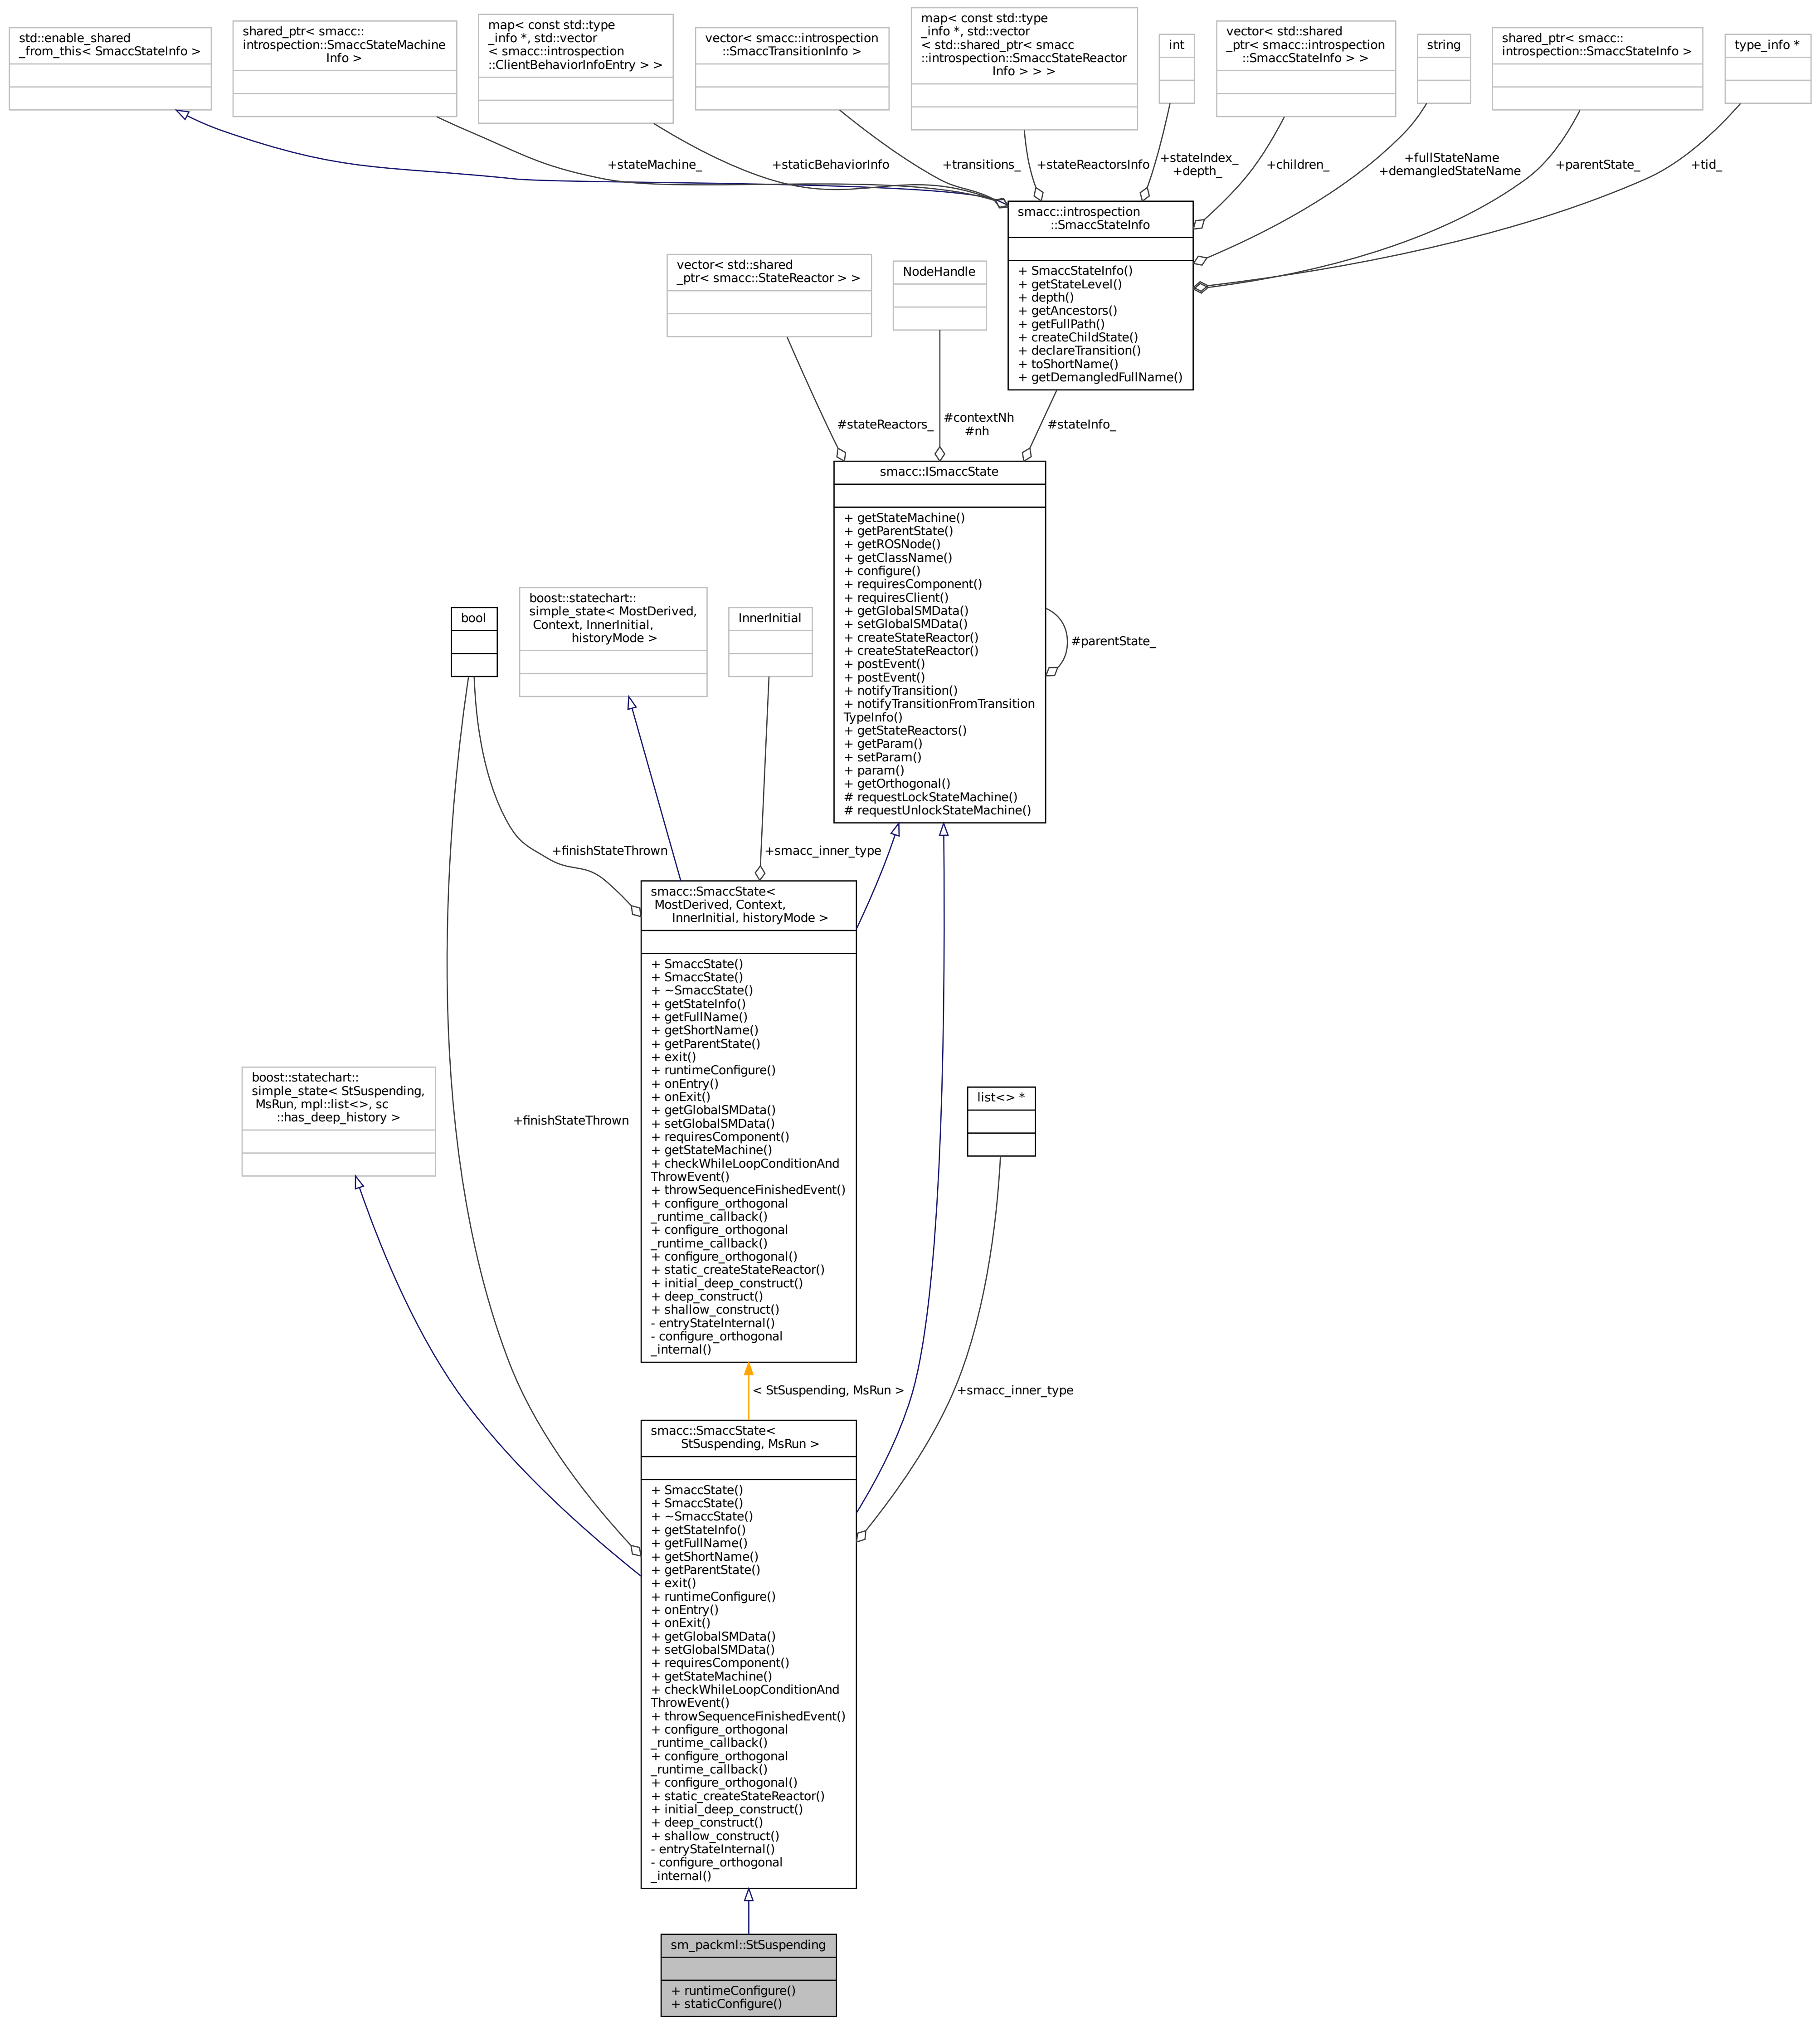 std::enable_shared
_from_this< SmaccStateInfo >
shared_ptr< smacc::
introspection::SmaccStateMachine
Info >
map< const std::type
_info *, std::vector
< smacc::introspection
::ClientBehaviorInfoEntry > >
vector< smacc::introspection
::SmaccTransitionInfo >
map< const std::type
_info *, std::vector
< std::shared_ptr< smacc
::introspection::SmaccStateReactor
Info > > >
int
vector< std::shared
_ptr< smacc::introspection
::SmaccStateInfo > >
string
shared_ptr< smacc::
introspection::SmaccStateInfo >
type_info *
+stateMachine_
+staticBehaviorInfo
+transitions_
+stateReactorsInfo
+stateIndex_
+depth_
+children_
+fullStateName
+demangledStateName
+parentState_
+tid_
smacc::introspection
::SmaccStateInfo
+ SmaccStateInfo()
+ getStateLevel()
+ depth()
+ getAncestors()
+ getFullPath()
+ createChildState()
+ declareTransition()
+ toShortName()
+ getDemangledFullName()
vector< std::shared
_ptr< smacc::StateReactor > >
NodeHandle
#stateReactors_
#contextNh
#nh
#stateInfo_
smacc::ISmaccState
+ getStateMachine()
+ getParentState()
+ getROSNode()
+ getClassName()
+ configure()
+ requiresComponent()
+ requiresClient()
+ getGlobalSMData()
+ setGlobalSMData()
+ createStateReactor()
+ createStateReactor()
+ postEvent()
+ postEvent()
+ notifyTransition()
+ notifyTransitionFromTransition
TypeInfo()
+ getStateReactors()
+ getParam()
+ setParam()
+ param()
+ getOrthogonal()
# requestLockStateMachine()
# requestUnlockStateMachine()
#parentState_
bool
boost::statechart::
simple_state< MostDerived,
Context, InnerInitial,
historyMode >
InnerInitial
+finishStateThrown
+smacc_inner_type
smacc::SmaccState<
MostDerived, Context,
InnerInitial, historyMode >
+ SmaccState()
+ SmaccState()
+ ~SmaccState()
+ getStateInfo()
+ getFullName()
+ getShortName()
+ getParentState()
+ exit()
+ runtimeConfigure()
+ onEntry()
+ onExit()
+ getGlobalSMData()
+ setGlobalSMData()
+ requiresComponent()
+ getStateMachine()
+ checkWhileLoopConditionAnd
ThrowEvent()
+ throwSequenceFinishedEvent()
+ configure_orthogonal
_runtime_callback()
+ configure_orthogonal
_runtime_callback()
+ configure_orthogonal()
+ static_createStateReactor()
+ initial_deep_construct()
+ deep_construct()
+ shallow_construct()
- entryStateInternal()
- configure_orthogonal
_internal()
boost::statechart::
simple_state< StSuspending,
MsRun, mpl::list<>, sc
::has_deep_history >
+finishStateThrown
list<> *
< StSuspending, MsRun >
+smacc_inner_type
smacc::SmaccState<
StSuspending, MsRun >
+ SmaccState()
+ SmaccState()
+ ~SmaccState()
+ getStateInfo()
+ getFullName()
+ getShortName()
+ getParentState()
+ exit()
+ runtimeConfigure()
+ onEntry()
+ onExit()
+ getGlobalSMData()
+ setGlobalSMData()
+ requiresComponent()
+ getStateMachine()
+ checkWhileLoopConditionAnd
ThrowEvent()
+ throwSequenceFinishedEvent()
+ configure_orthogonal
_runtime_callback()
+ configure_orthogonal
_runtime_callback()
+ configure_orthogonal()
+ static_createStateReactor()
+ initial_deep_construct()
+ deep_construct()
+ shallow_construct()
- entryStateInternal()
- configure_orthogonal
_internal()
sm_packml::StSuspending
+ runtimeConfigure()
+ staticConfigure()